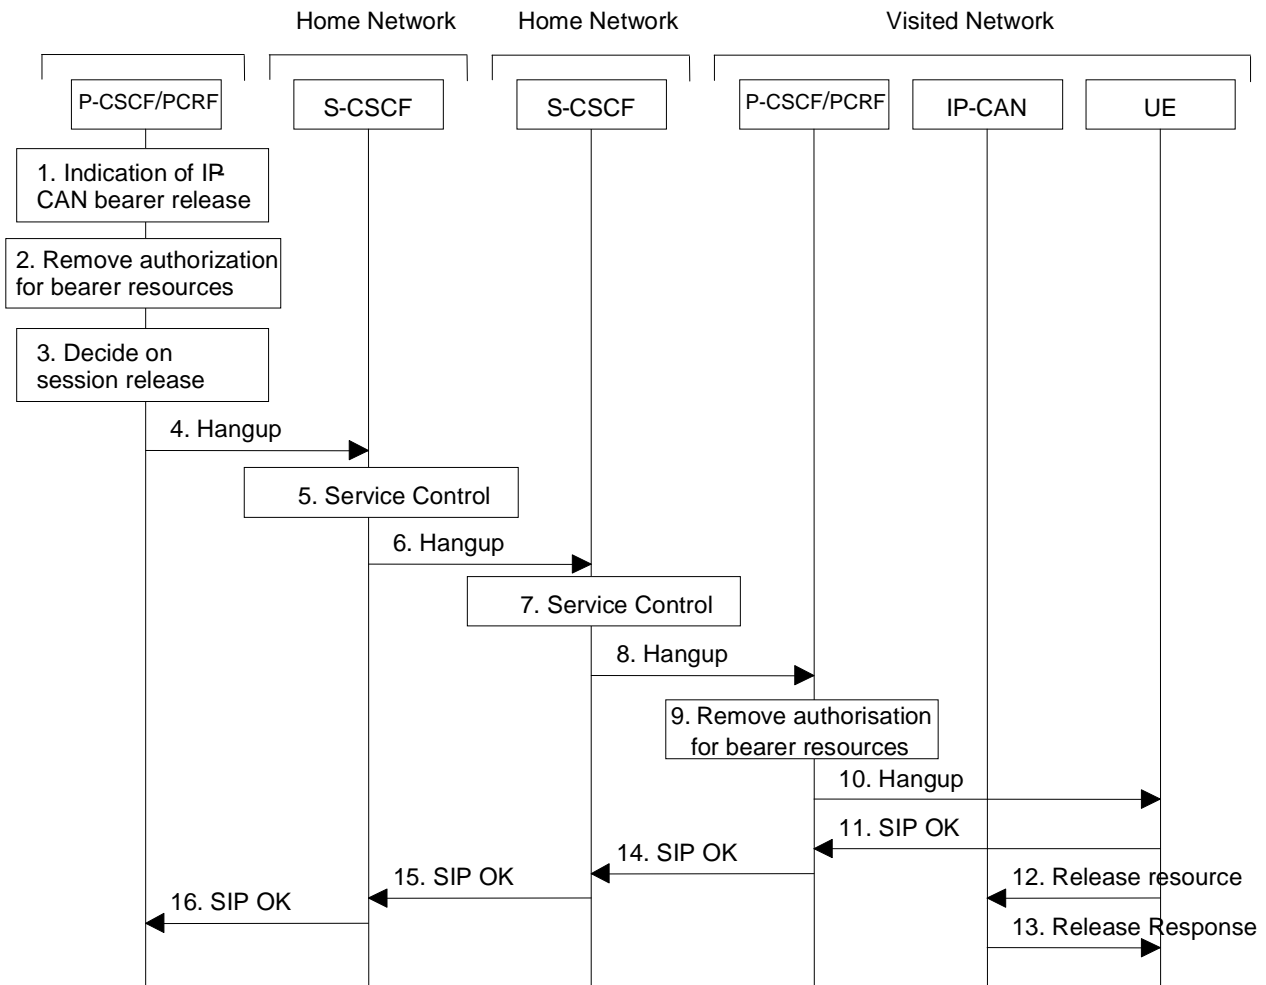 Home Network
Home Network
Visited Network
P-CSCF/PCRF
S-CSCF
S-CSCF
P-CSCF/PCRF
IP-CAN
UE
1. Indication of IP-
CAN bearer release
2. Remove authorization
for bearer resources
3. Decide on
session release
4. Hangup
5. Service Control
6. Hangup
7. Service Control
8. Hangup
9. Remove authorisation
for bearer resources
10. Hangup
11. SIP OK
14. SIP OK
15. SIP OK
12. Release resource
16. SIP OK
13. Release Response